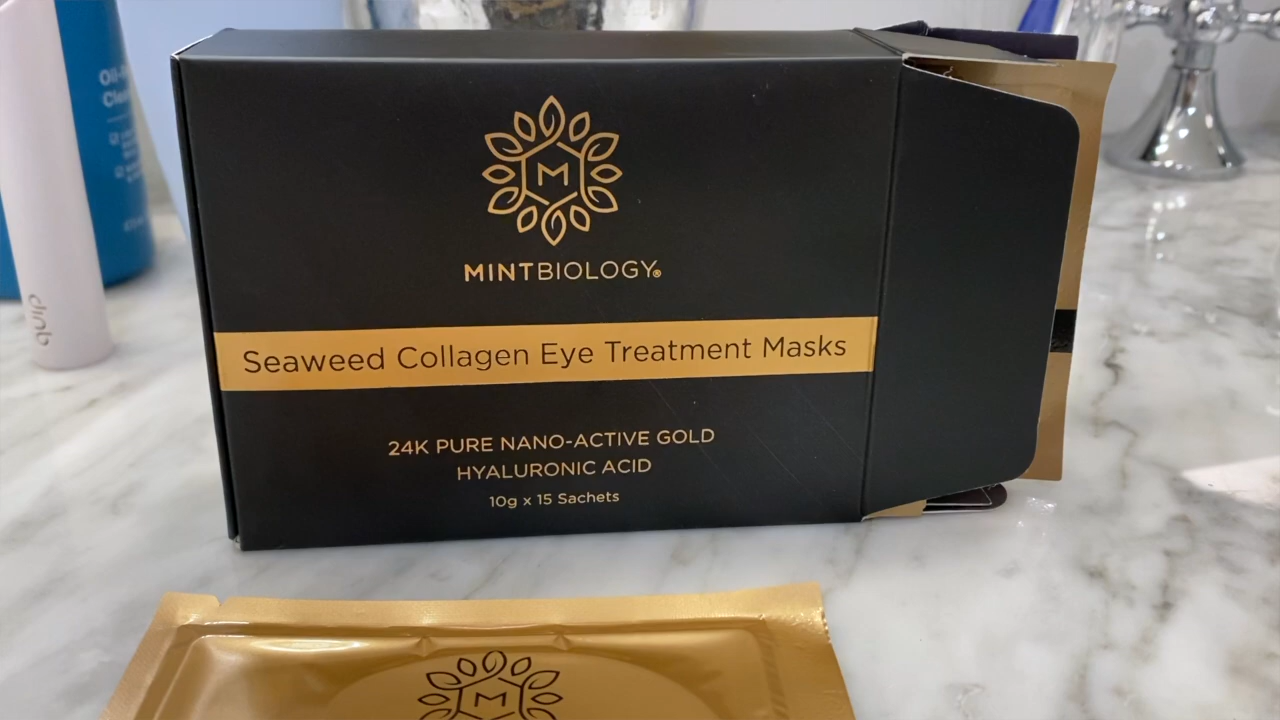 M
MINTBIOLOGY®
Seaweed Collagen Eye Treatment Masks
24K PURE NANO-ACTIVE GOLD
HYALURONIC ACID
10g x 15 Sachets
M